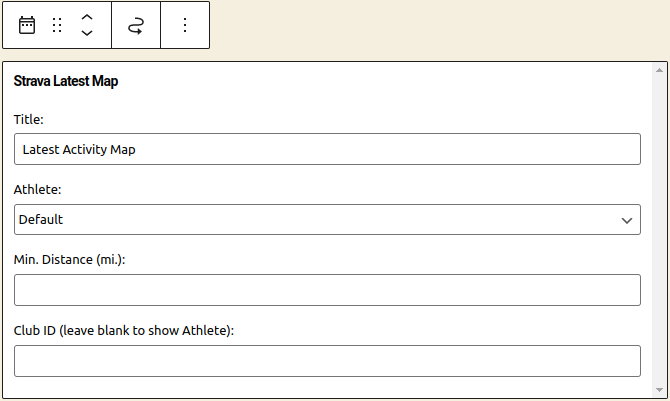 Strava Latest Map
Title:
Latest Activity Map
Athlete:
Default
Min. Distance (mi.):
Club ID (leave blank to show Athlete):